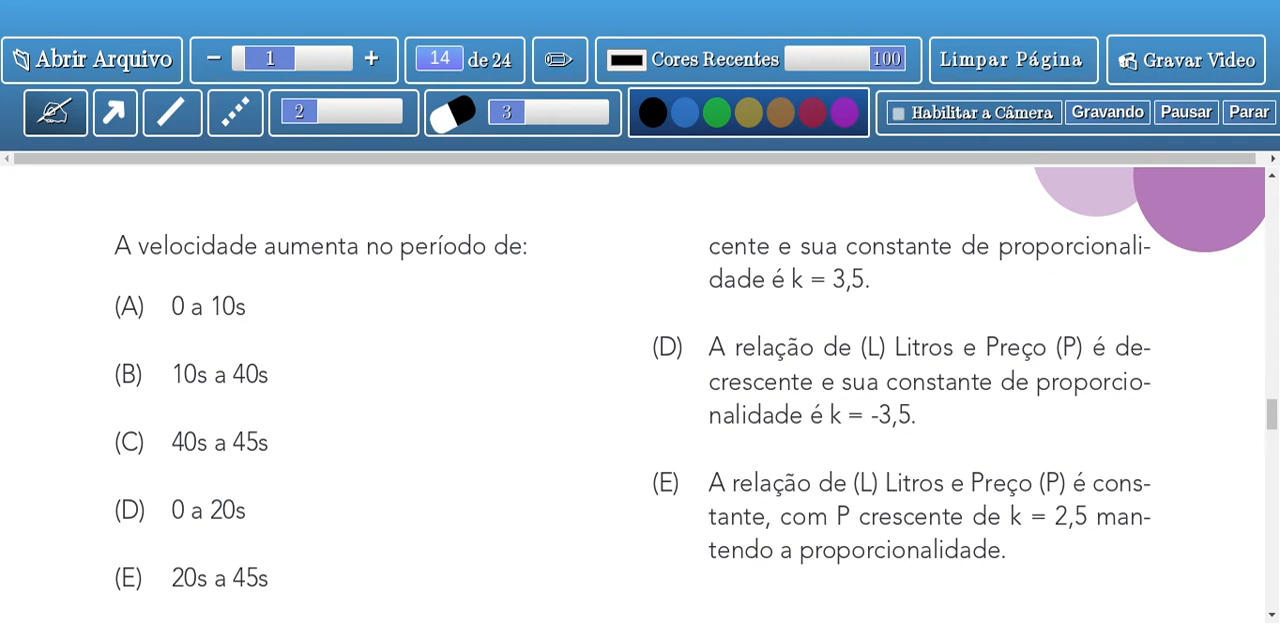 Abrir Arquivo
− 1 +
14 de 24
Cores Recentes 100
Limpar Página
Gravar Video
2
3
Habilitar a Câmera
Gravando
Pausar
Parar
A velocidade aumenta no período de:
(A) 0 a 10s
(B) 10s a 40s
(C) 40s a 45s
(D) 0 a 20s
(E) 20s a 45s
cente e sua constante de proporcionali-
dade é k = 3,5.
(D) A relação de (L) Litros e Preço (P) é de-
crescente e sua constante de proporcio-
nalidade é k = -3,5.
(E) A relação de (L) Litros e Preço (P) é cons-
tante, com P crescente de k = 2,5 man-
tendo a proporcionalidade.